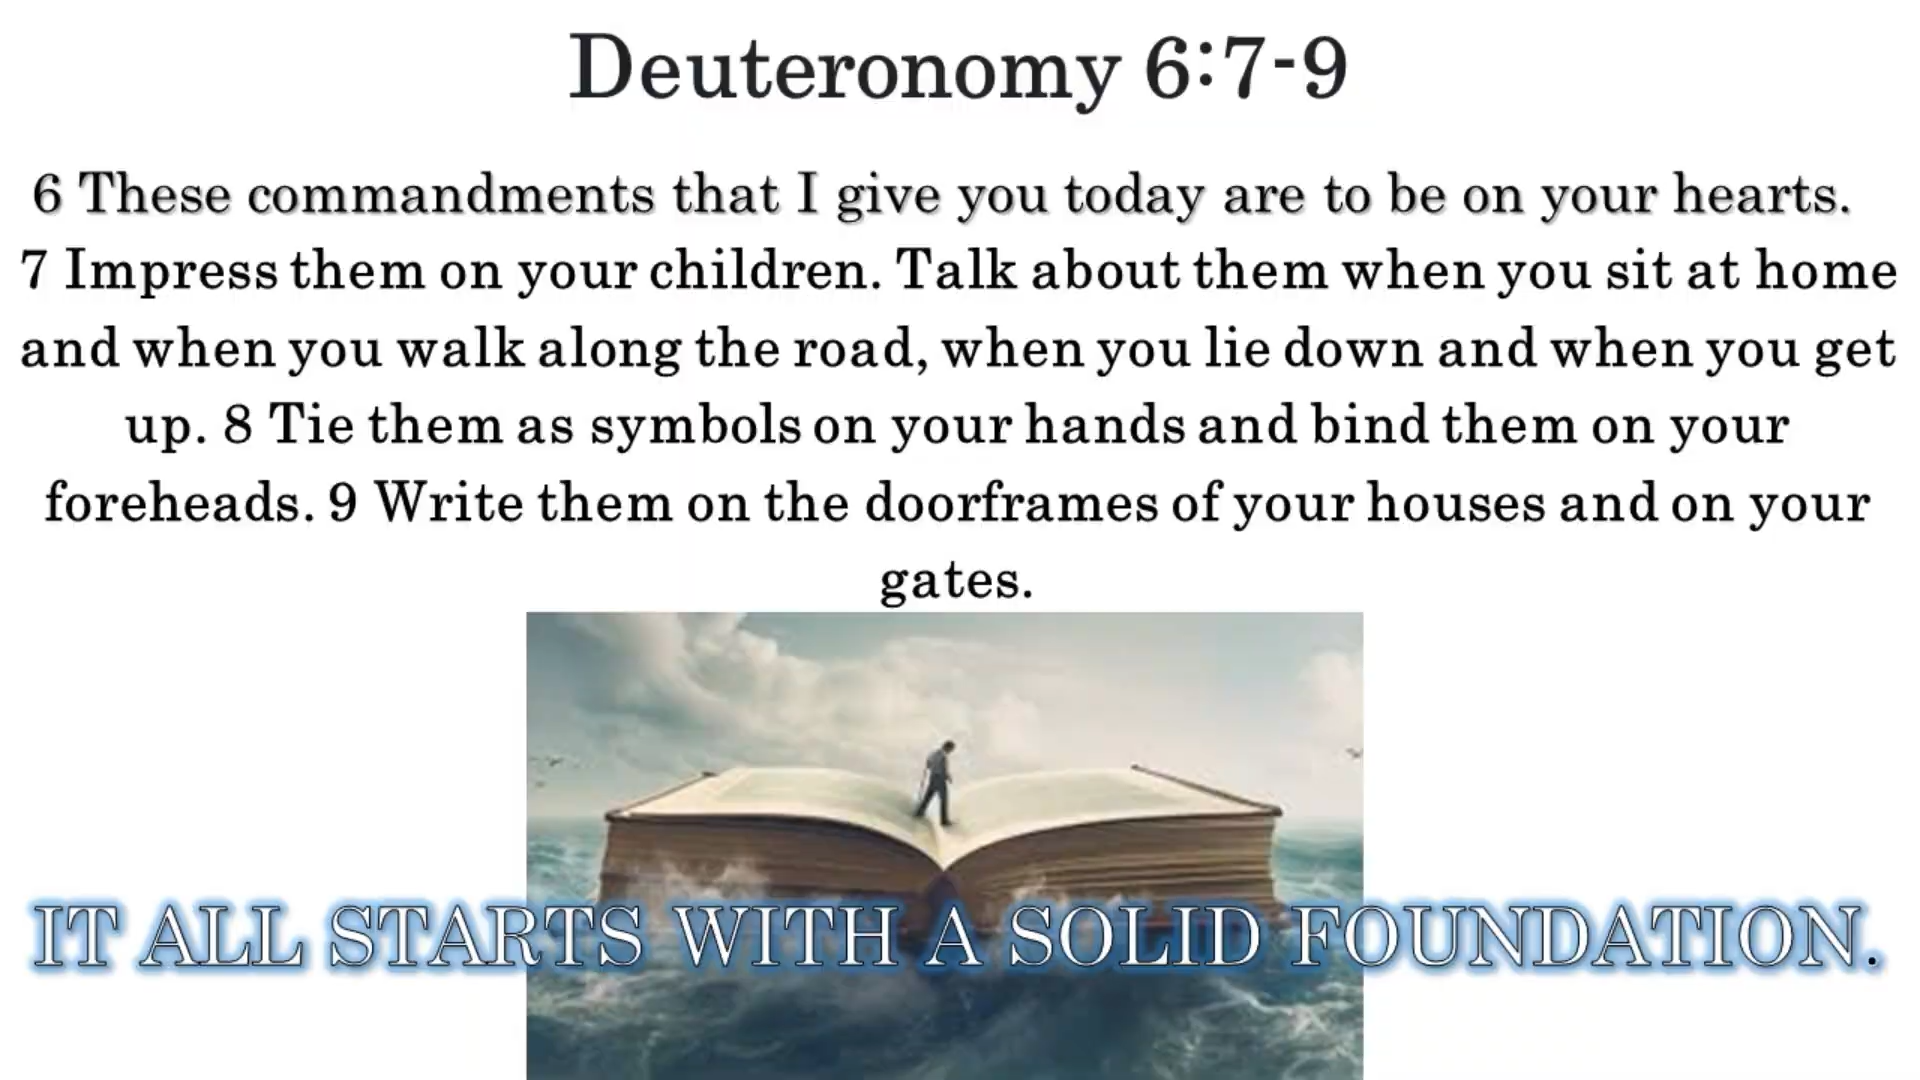 Deuteronomy 6:7-9
6 These commandments that I give you today are to be on your hearts.
7 Impress them on your children. Talk about them when you sit at home
and when you walk along the road, when you lie down and when you get
up. 8 Tie them as symbols on your hands and bind them on your
foreheads. 9 Write them on the doorframes of your houses and on your
gates.
IT ALL STARTS WITH A SOLID FOUNDATION.